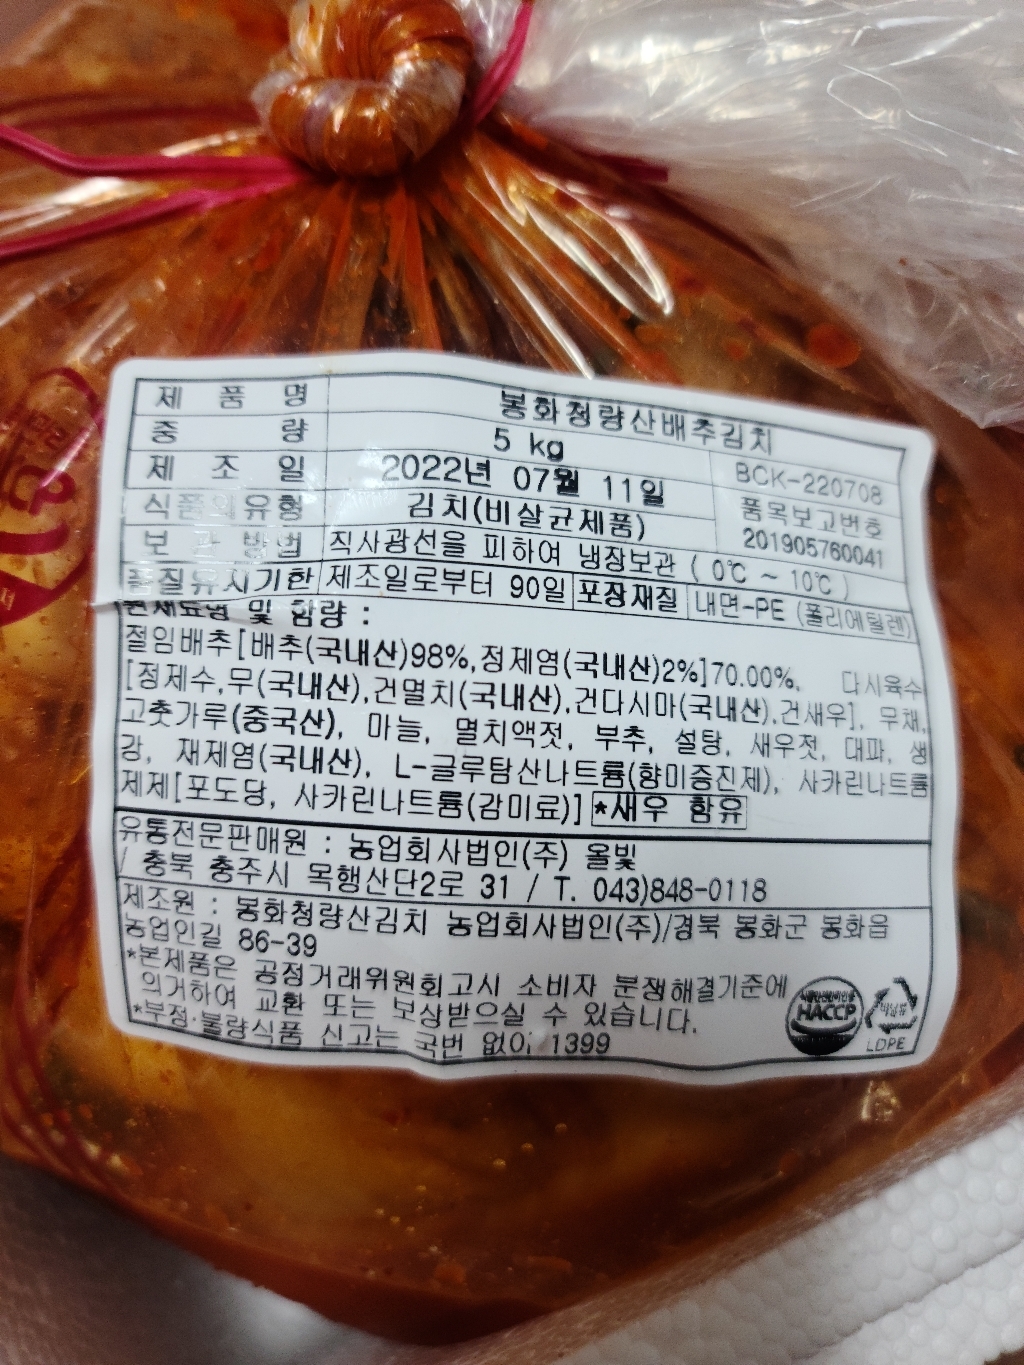 제 품 명 봉화청량산배추김치
중 량 5 kg BCK-220708
제 조 일 2022년 07월 11일 품목보고번호
식품의유형 김치(비살균제품) 201905760041
보 관 방법 직사광선을 피하여 냉장보관 ( 0℃ ~ 10℃ )
품질유지기한 제조일로부터 90일 포장재질 내면-PE (폴리에틸렌)
원재료명 및 함량 :
절임배추[배추(국내산)98%,정제염(국내산)2%]70.00%, 다시육수
[정제수,무(국내산),건멸치(국내산),건다시마(국내산),건새우], 무채,
고춧가루(중국산), 마늘, 멸치액젓, 부추, 설탕, 새우젓, 대파, 생
강, 재제염(국내산), L-글루탐산나트륨(향미증진제), 사카린나트륨
제제[포도당, 사카린나트륨(감미료)] *새우 함유
유통전문판매원 : 농업회사법인(주) 올빛
/ 충북 충주시 목행산단2로 31 / T. 043)848-0118
제조원 : 봉화청량산김치 농업회사법인(주)/경북 봉화군 봉화읍
농업인길 86-39
*본제품은 공정거래위원회고시 소비자 분쟁해결기준에
의거하여 교환 또는 보상받으실 수 있습니다.
*부정·불량식품 신고는 국번 없이 1399
HACCP
비닐류
LDPE